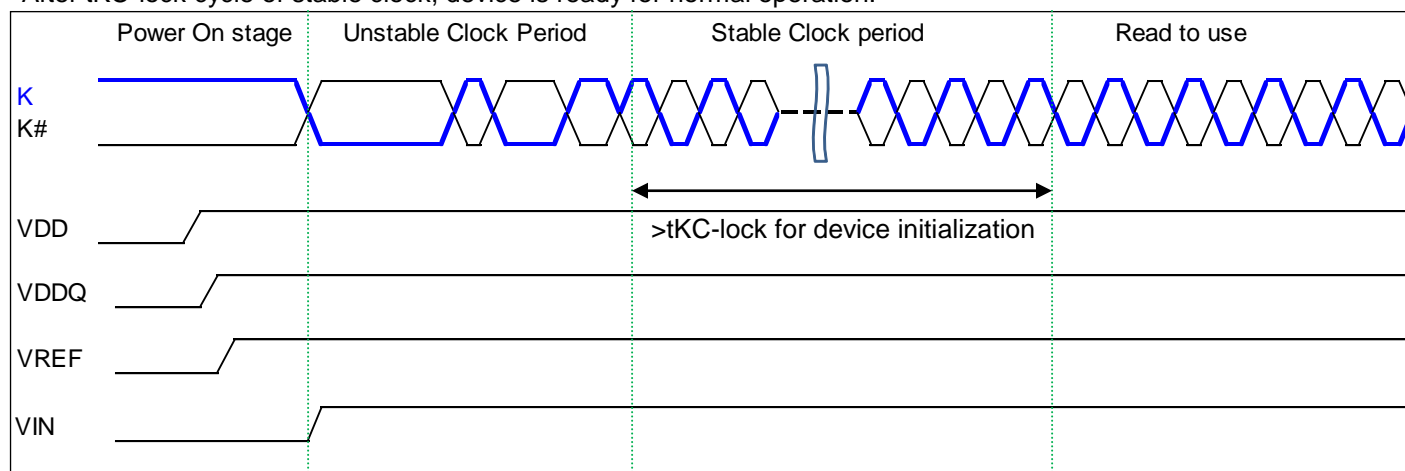 After tKC-lock cycle of stable clock, device is ready for normal operation.
Power On stage Unstable Clock Period Stable Clock period Read to use
K
K#
VDD
>tKC-lock for device initialization
VDDQ
VREF
VIN